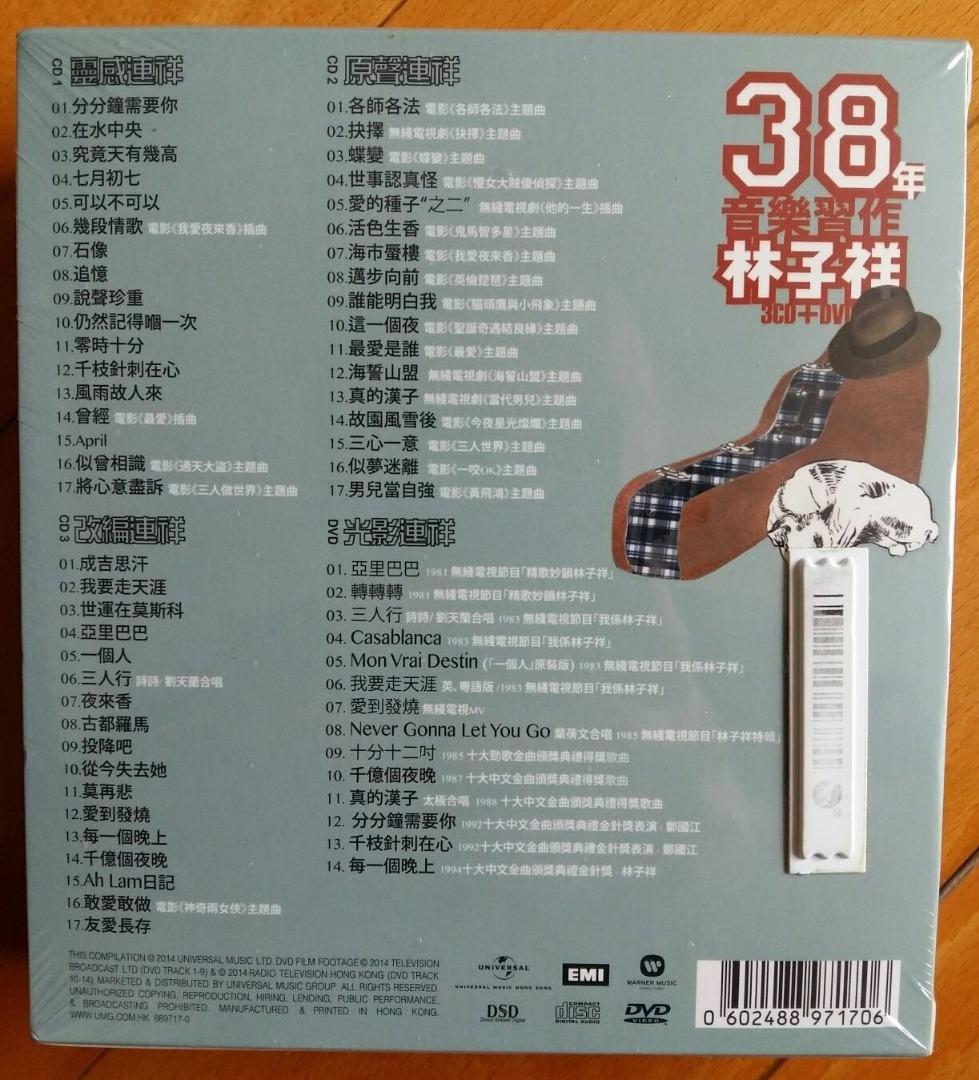 CD1 靈感連祥
01.分分鐘需要你
02.在水中央
03.究竟天有幾高
04.七月初七
05.可以不可以
06.幾段情歌 電影《我愛夜來香》插曲
07.石像
08.追憶
09.說聲珍重
10.仍然記得嗰一次
11.零時十分
12.千枝針刺在心
13.風雨故人來
14.曾經 電影《最愛》插曲
15.April
16.似曾相識 電影《通天大盜》主題曲
17.將心意盡訴 電影《三人做世界》主題曲
CD2 原聲連祥
01.各師各法 電影《各師各法》主題曲
02.抉擇 無綫電視劇《抉擇》主題曲
03.蝶變 電影《蝶變》主題曲
04.世事認真怪 電影《懵女大賊傻偵探》主題曲
05.愛的種子“之二” 無綫電視劇《他的一生》插曲
06.活色生香 電影《鬼馬智多星》主題曲
07.海市蜃樓 電影《我愛夜來香》主題曲
08.邁步向前 電影《英倫琵琶》主題曲
09.誰能明白我 電影《貓頭鷹與小飛象》主題曲
10.這一個夜 電影《聖誕奇遇結良緣》主題曲
11.最愛是誰 電影《最愛》主題曲
12.海誓山盟 無綫電視劇《海誓山盟》主題曲
13.真的漢子 無綫電視劇《當代男兒》主題曲
14.故園風雪後 電影《今夜星光燦爛》主題曲
15.三心一意 電影《三人世界》主題曲
16.似夢迷離 電影《一咬OK》主題曲
17.男兒當自強 電影《黃飛鴻》主題曲
38年
音樂習作
林子祥
3CD+DVD
CD3 改編連祥
01.成吉思汗
02.我要走天涯
03.世運在莫斯科
04.亞里巴巴
05.一個人
06.三人行 詩詩/劉天蘭合唱
07.夜來香
08.古都羅馬
09.投降吧
10.從今失去她
11.莫再悲
12.愛到發燒
13.每一個晚上
14.千億個夜晚
15.Ah Lam日記
16.敢愛敢做 電影《神奇兩女俠》主題曲
17.友愛長存
DVD 光影連祥
01. 亞里巴巴 1981 無綫電視節目「精歌妙韻林子祥」
02. 轉轉轉 1981 無綫電視節目「精歌妙韻林子祥」
03. 三人行 詩詩/劉天蘭合唱 1983 無綫電視節目「我係林子祥」
04. Casablanca 1983 無綫電視節目「我係林子祥」
05. Mon Vrai Destin (「一個人」原裝版) 1983 無綫電視節目「我係林子祥」
06. 我要走天涯 英、粵語版 /1983 無綫電視節目「我係林子祥」
07. 愛到發燒 無綫電視MV
08. Never Gonna Let You Go 葉蒨文合唱 1985 無綫電視節目「林子祥特輯」
09. 十分十二吋 1985 十大勁歌金曲頒獎典禮得獎歌曲
10. 千億個夜晚 1987 十大中文金曲頒獎典禮得獎歌曲
11. 真的漢子 太極合唱 1988 十大中文金曲頒獎典禮得獎歌曲
12. 分分鐘需要你 1992十大中文金曲頒獎典禮金針獎表演 - 鄭國江
13. 千枝針刺在心 1992十大中文金曲頒獎典禮金針獎表演 - 鄭國江
14. 每一個晚上 1994十大中文金曲頒獎典禮金針獎 - 林子祥
THIS COMPILATION ℗ 2014 UNIVERSAL MUSIC LTD. DVD FILM FOOTAGE © 2014 TELEVISION
BROADCAST LTD (DVD TRACK 1-9) & © 2014 RADIO TELEVISION HONG KONG (DVD TRACK
10-14). MARKETED & DISTRIBUTED BY UNIVERSAL MUSIC GROUP. ALL RIGHTS RESERVED.
UNAUTHORIZED COPYING, REPRODUCTION, HIRING, LENDING, PUBLIC PERFORMANCE,
& BROADCASTING PROHIBITED. MANUFACTURED & PRINTED IN HONG KONG.
WWW.UMG.COM.HK 889717-0
UNIVERSAL
UNIVERSAL MUSIC HONG KONG
EMI
WARNER MUSIC
HONG KONG
DSD
Direct Stream Digital
COMPACT
disc
DIGITAL AUDIO
DVD
VIDEO
0 602488 971706